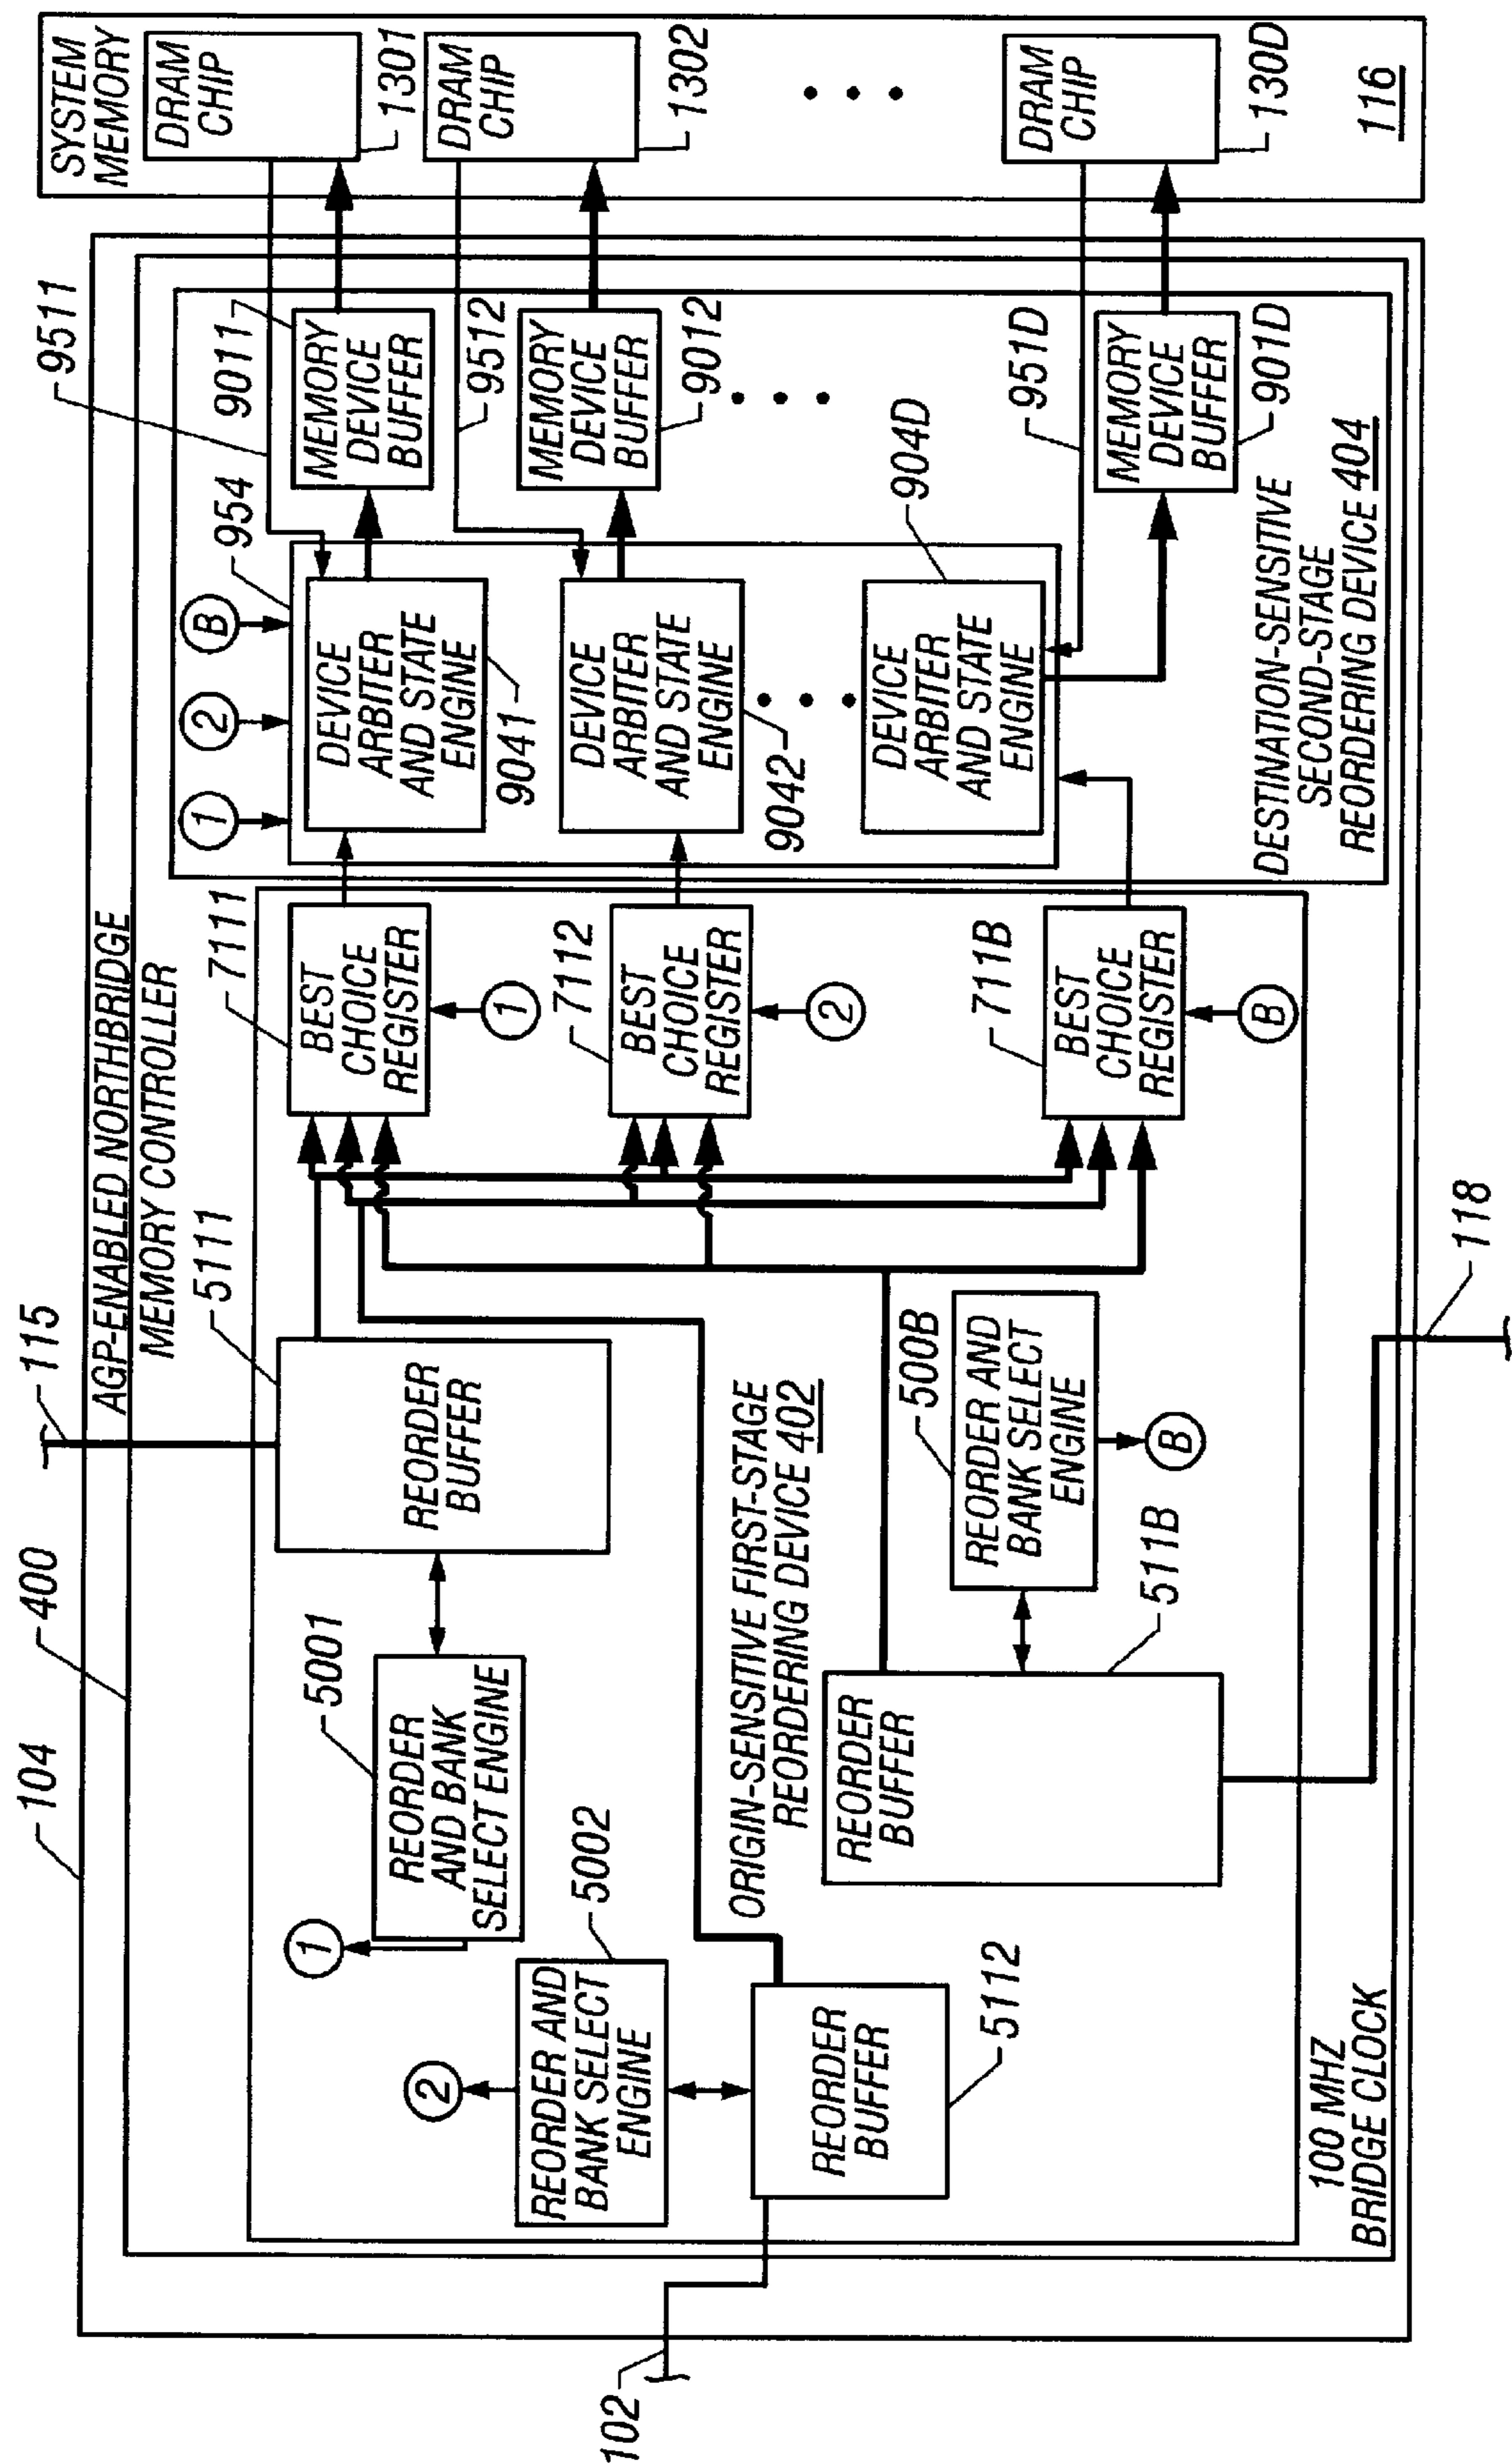 104
400
115
AGP-ENABLED NORTHBRIDGE
MEMORY CONTROLLER
5111
7111
954
9011
9511
SYSTEM
MEMORY
DRAM
CHIP
1301
DRAM
CHIP
1302
DRAM
CHIP
130D
116
1
2
B
MEMORY
DEVICE
BUFFER
9512
MEMORY
DEVICE
BUFFER
9012
951D
MEMORY
DEVICE
BUFFER
901D
DEVICE
ARBITER
AND STATE
ENGINE
9041
DEVICE
ARBITER
AND STATE
ENGINE
9042
904D
DEVICE
ARBITER
AND STATE
ENGINE
DESTINATION-SENSITIVE
SECOND-STAGE
REORDERING DEVICE 404
BEST
CHOICE
REGISTER
1
7112
BEST
CHOICE
REGISTER
2
711B
BEST
CHOICE
REGISTER
B
REORDER
BUFFER
5001
REORDER
AND BANK
SELECT ENGINE
1
5002
REORDER AND
BANK SELECT
ENGINE
2
REORDER
BUFFER
5112
ORIGIN-SENSITIVE FIRST-STAGE
REORDERING DEVICE 402
500B
REORDER AND
BANK SELECT
ENGINE
B
REORDER
BUFFER
511B
118
102
100 MHZ
BRIDGE CLOCK